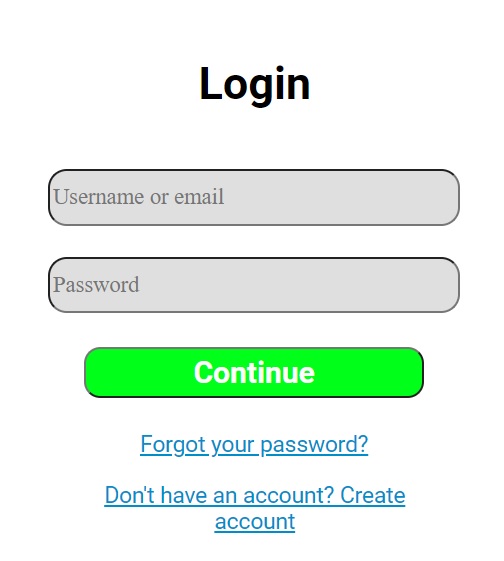 Login
Username or email
Password
Continue
Forgot your password?
Don't have an account? Create
account